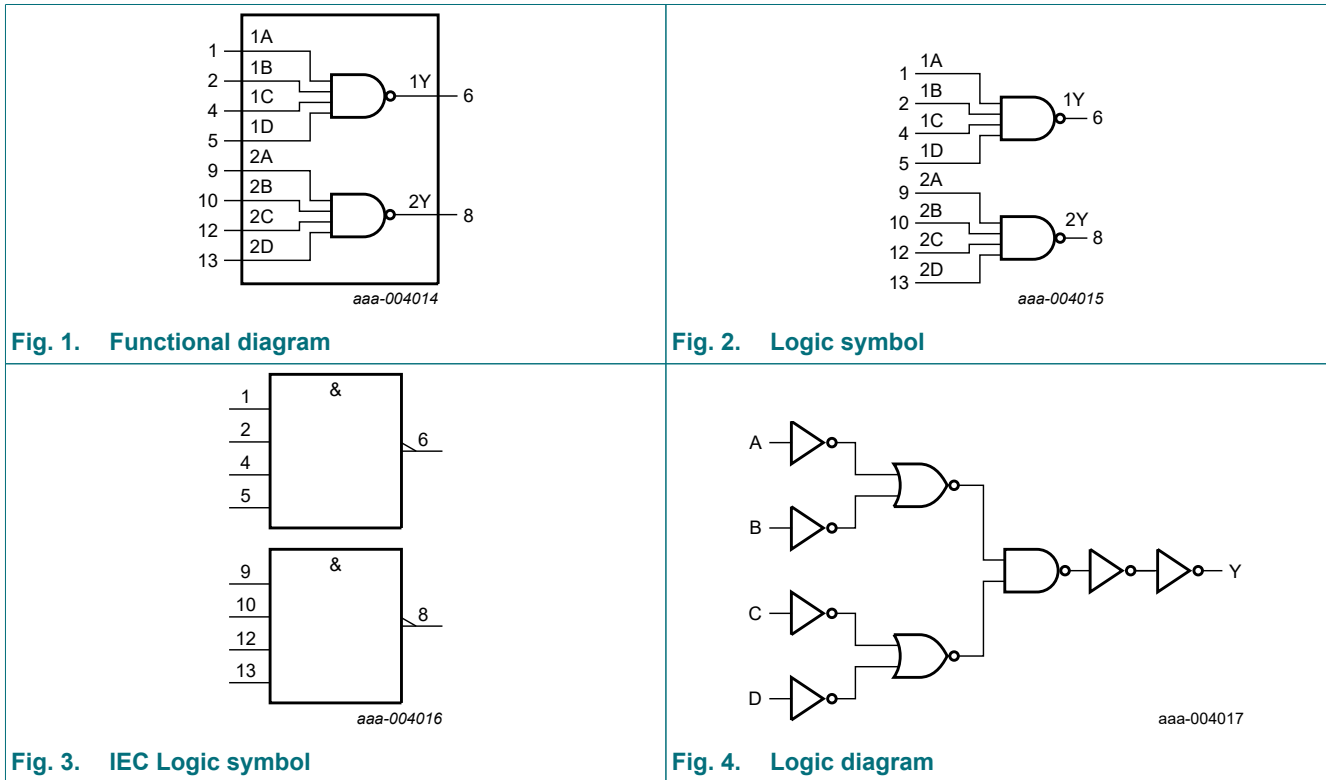 1A
1
1B
2
1C
4
1D
5
1Y
6
2A
9
2B
10
2C
12
2D
13
2Y
8
aaa-004014
Fig. 1. Functional diagram
1A
1
1B
2
1C
4
1D
5
1Y
6
2A
9
2B
10
2C
12
2D
13
2Y
8
aaa-004015
Fig. 2. Logic symbol
&
1
2
4
5
6
&
9
10
12
13
8
aaa-004016
Fig. 3. IEC Logic symbol
A
B
C
D
Y
aaa-004017
Fig. 4. Logic diagram